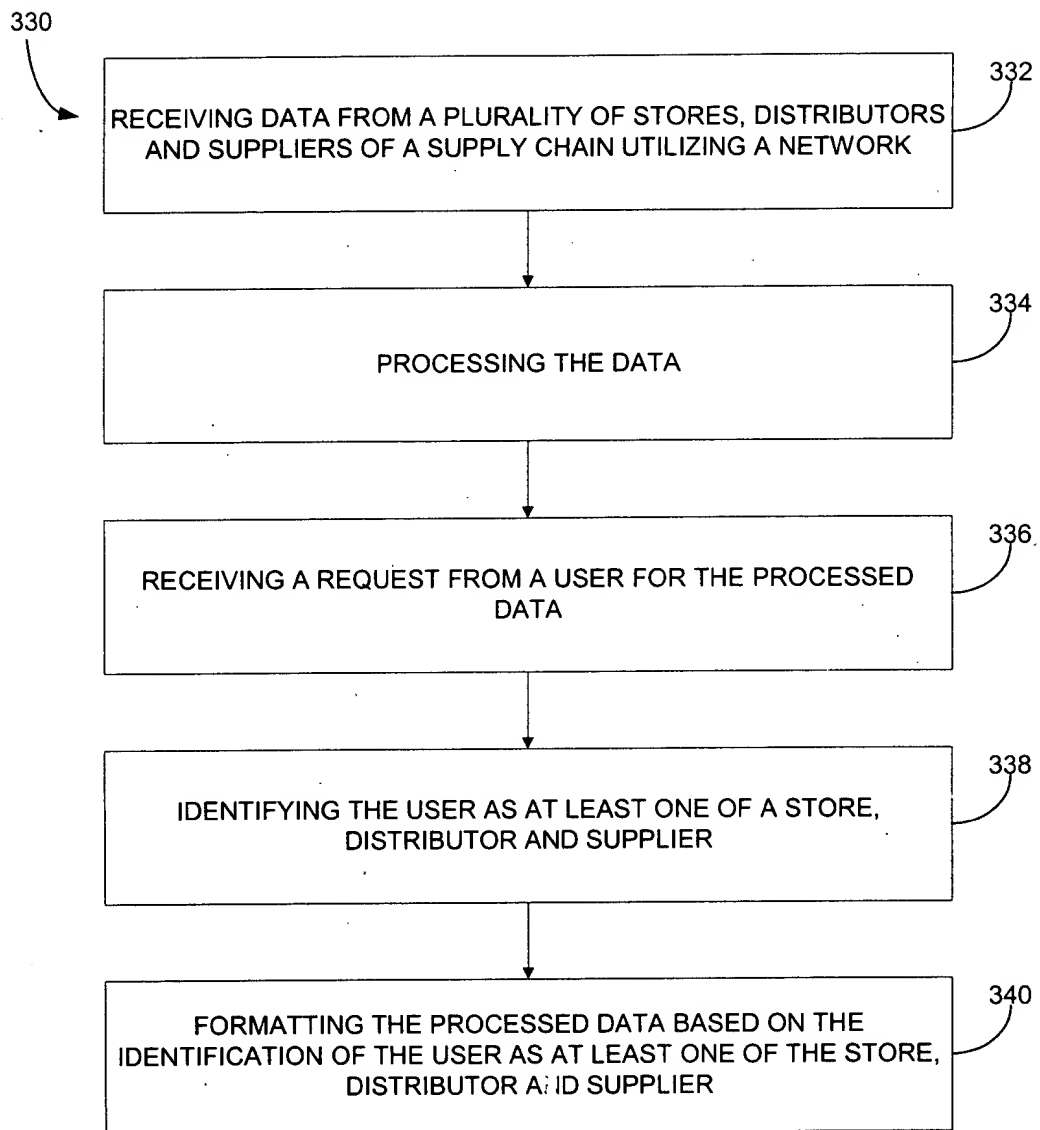 330
332
RECEIVING DATA FROM A PLURALITY OF STORES, DISTRIBUTORS
AND SUPPLIERS OF A SUPPLY CHAIN UTILIZING A NETWORK
334
PROCESSING THE DATA
336
RECEIVING A REQUEST FROM A USER FOR THE PROCESSED
DATA
338
IDENTIFYING THE USER AS AT LEAST ONE OF A STORE,
DISTRIBUTOR AND SUPPLIER
340
FORMATTING THE PROCESSED DATA BASED ON THE
IDENTIFICATION OF THE USER AS AT LEAST ONE OF THE STORE,
DISTRIBUTOR AND SUPPLIER